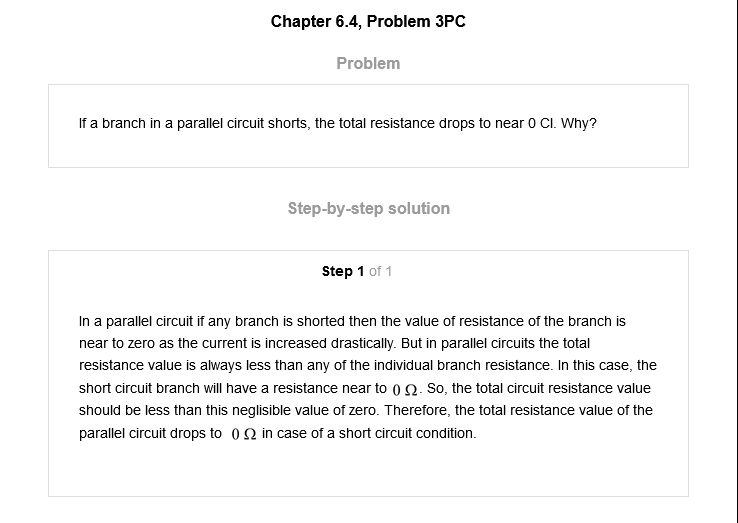 Chapter 6.4, Problem 3PC
Problem
If a branch in a parallel circuit shorts, the total resistance drops to near 0 CI. Why?
Step-by-step solution
Step 1 of 1
In a parallel circuit if any branch is shorted then the value of resistance of the branch is
near to zero as the current is increased drastically. But in parallel circuits the total
resistance value is always less than any of the individual branch resistance. In this case, the
short circuit branch will have a resistance near to 0 Ω. So, the total circuit resistance value
should be less than this neglisible value of zero. Therefore, the total resistance value of the
parallel circuit drops to 0 Ω in case of a short circuit condition.